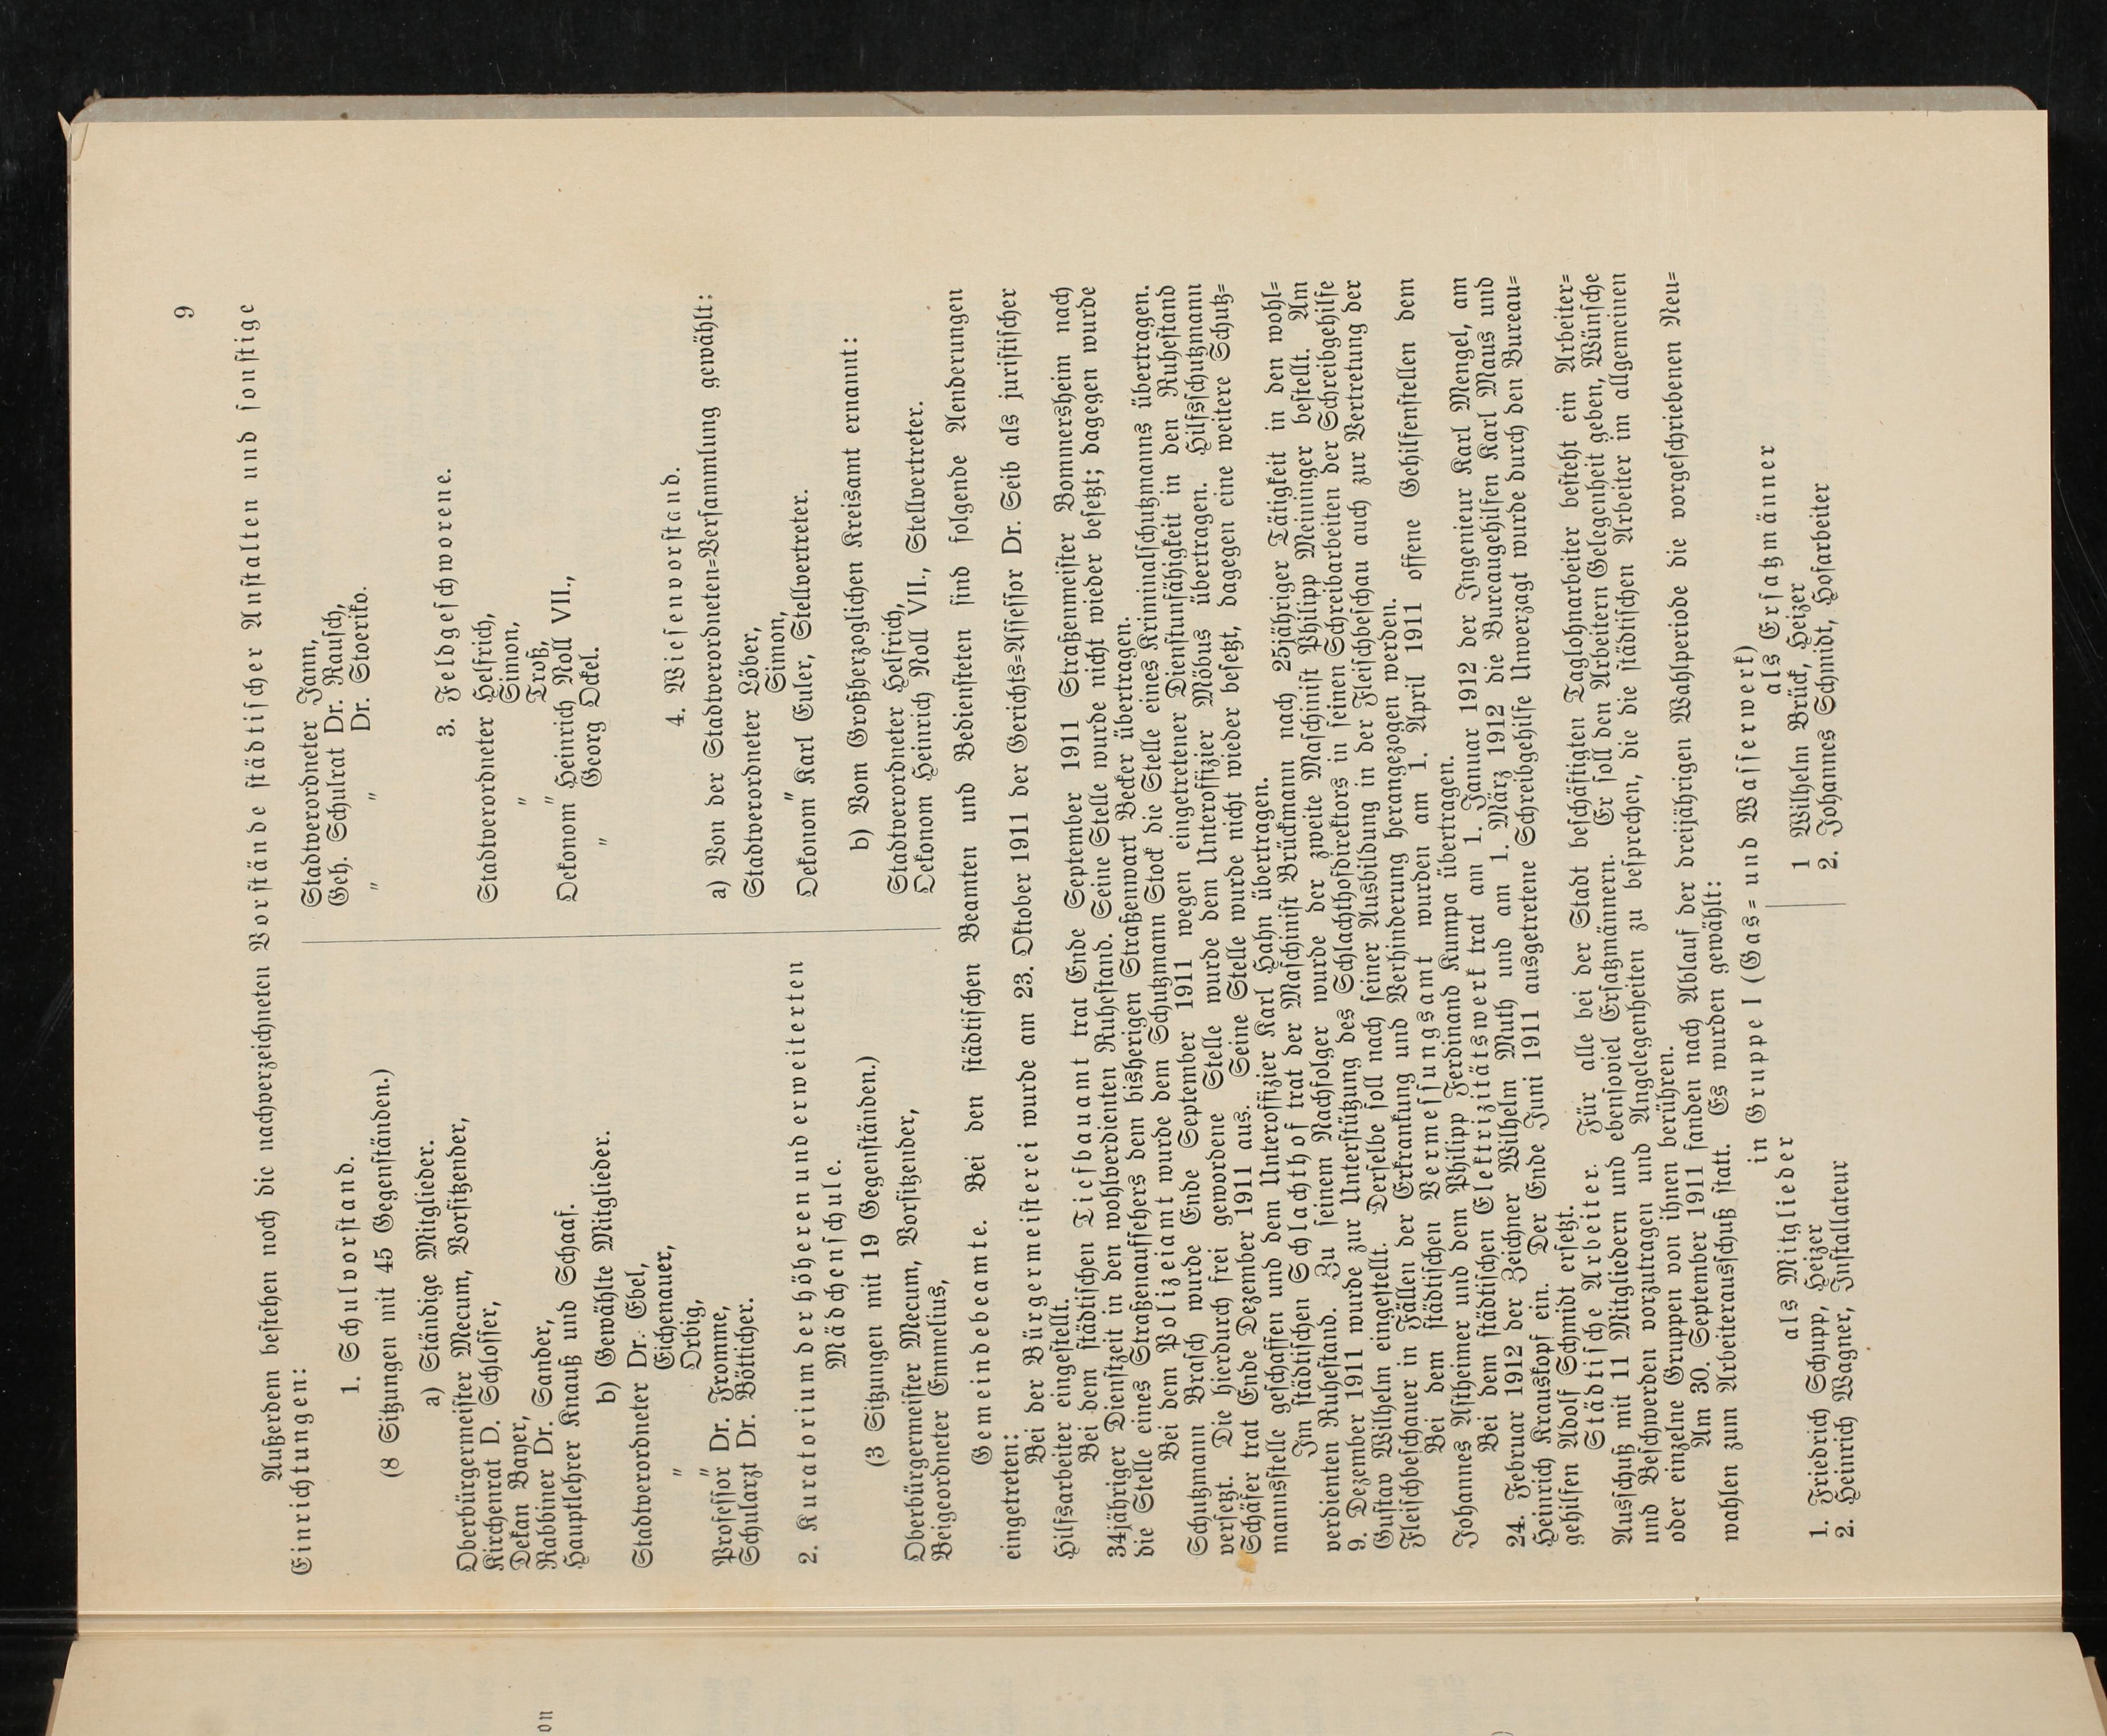 9
Außerdem bestehen noch die nachverzeichneten Vorstände städtischer Anstalten und sonstige
Einrichtungen:
1. Schulvorstand.
(8 Sitzungen mit 45 Gegenständen.)
a) Ständige Mitglieder.
Oberbürgermeister Mecum, Vorsitzender,
Kirchenrat D. Schlosser,
Dekan Bayer,
Rabbiner Dr. Sander,
Hauptlehrer Knauß und Schaaf.
b) Gewählte Mitglieder.
Stadtverordneter Dr. Ebel,
Eichenauer,
" Orbig,
Professor Dr. Fromme,
Schularzt Dr. Bötticher.
2. Kuratorium der höheren und erweiterten
Mädchenschule.
(3 Sitzungen mit 19 Gegenständen.)
Oberbürgermeister Mecum, Vorsitzender,
Beigeordneter Emmelius,
Stadtverordneter Jann,
Geh. Schulrat Dr. Rausch,
" " Dr. Stoeriko.
3. Feldgeschworene.
Stadtverordneter Helfrich,
" Simon,
" Troß,
Oekonom Heinrich Noll VII.,
" Georg Ockel.
4. Wiesenvorstand.
a) Von der Stadtverordneten=Versammlung gewählt:
Stadtverordneter Löber,
" Simon,
Oekonom Karl Euler, Stellvertreter.
b) Vom Großherzoglichen Kreisamt ernannt:
Stadtverordneter Helfrich,
Oekonom Heinrich Noll VII., Stellvertreter.
Gemeindebeamte. Bei den städtischen Beamten und Bediensteten sind folgende Aenderungen
eingetreten:
Bei der Bürgermeisterei wurde am 23. Oktober 1911 der Gerichts=Assessor Dr. Seib als juristischer
Hilfsarbeiter eingestellt.
Bei dem städtischen Tiefbauamt trat Ende September 1911 Straßenmeister Bommersheim nach
34jähriger Dienstzeit in den wohlverdienten Ruhestand. Seine Stelle wurde nicht wieder besetzt; dagegen wurde
die Stelle eines Straßenaufsehers dem bisherigen Straßenwart Becker übertragen.
Bei dem Polizeiamt wurde dem Schutzmann Stock die Stelle eines Kriminalschutzmanns übertragen.
Schutzmann Brasch wurde Ende September 1911 wegen eingetretener Dienstunfähigkeit in den Ruhestand
versetzt. Die hierdurch frei gewordene Stelle wurde dem Unteroffizier Möbus übertragen. Hilfsschutzmann
Schäfer trat Ende Dezember 1911 aus. Seine Stelle wurde nicht wieder besetzt, dagegen eine weitere Schutz=
mannsstelle geschaffen und dem Unteroffizier Karl Hahn übertragen.
Im städtischen Schlachthof trat der Maschinist Brückmann nach 25jähriger Tätigkeit in den wohl=
verdienten Ruhestand. Zu seinem Nachfolger wurde der zweite Maschinist Philipp Meininger bestellt. Am
9. Dezember 1911 wurde zur Unterstützung des Schlachthofdirektors in seinen Schreibarbeiten der Schreibgehilfe
Gustav Wilhelm eingestellt. Derselbe soll nach seiner Ausbildung in der Fleischbeschau auch zur Vertretung der
Fleischbeschauer in Fällen der Erkrankung und Verhinderung herangezogen werden.
Bei dem städtischen Vermessungsamt wurden am 1. April 1911 offene Gehilfenstellen dem
Johannes Astheimer und dem Philipp Ferdinand Kumpa übertragen.
Bei dem städtischen Elektrizitätswerk trat am 1. Januar 1912 der Ingenieur Karl Mengel, am
24. Februar 1912 der Zeichner Wilhelm Muth und am 1. März 1912 die Bureaugehilfen Karl Maus und
Heinrich Krauskopf ein. Der Ende Juni 1911 ausgetretene Schreibgehilfe Unverzagt wurde durch den Bureau=
gehilfen Adolf Schmidt ersetzt.
Städtische Arbeiter. Für alle bei der Stadt beschäftigten Taglohnarbeiter besteht ein Arbeiter=
Ausschuß mit 11 Mitgliedern und ebensoviel Ersatzmännern. Er soll den Arbeitern Gelegenheit geben, Wünsche
und Beschwerden vorzutragen und Angelegenheiten zu besprechen, die die städtischen Arbeiter im allgemeinen
oder einzelne Gruppen von ihnen berühren.
Am 30. September 1911 fanden nach Ablauf der dreijährigen Wahlperiode die vorgeschriebenen Neu=
wahlen zum Arbeiterausschuß statt. Es wurden gewählt:
in Gruppe I (Gas= und Wasserwerk)
als Mitglieder
1. Friedrich Schupp, Heizer
2. Heinrich Wagner, Installateur
als Ersatzmänner
1 Wilhelm Brück, Heizer
2. Johannes Schmidt, Hofarbeiter
on